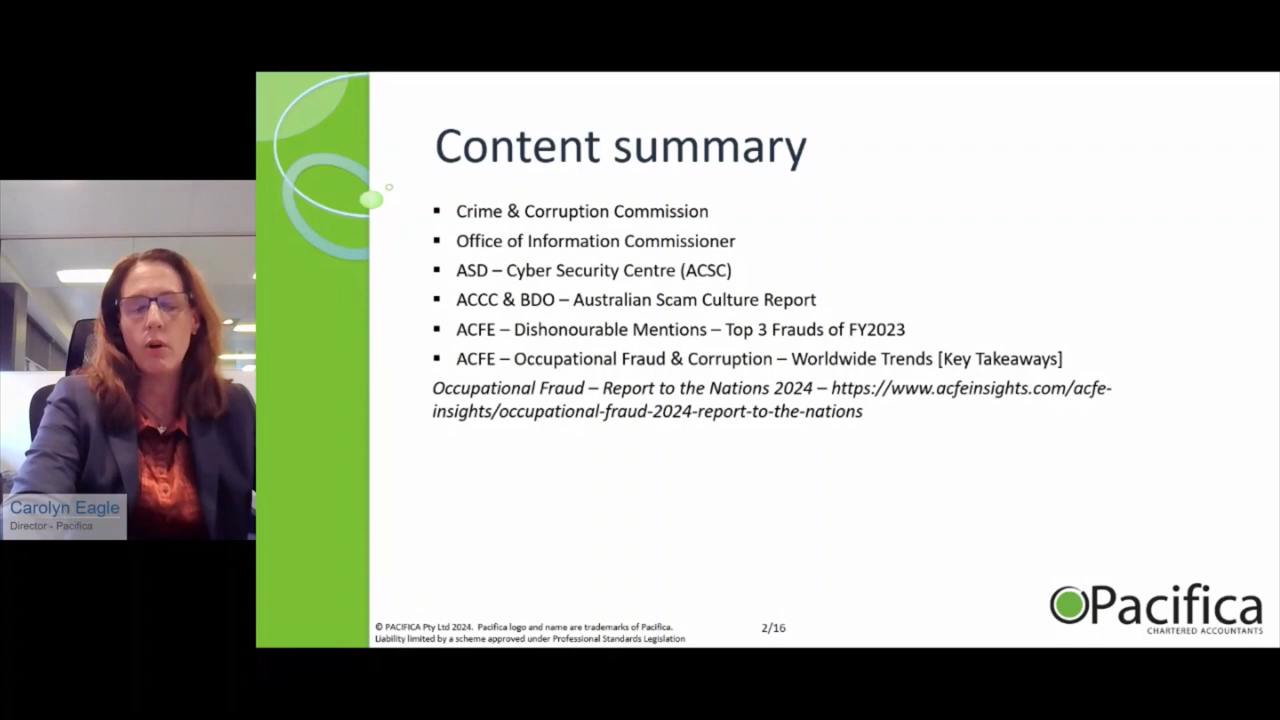 Content summary
Crime & Corruption Commission
Office of Information Commissioner
ASD – Cyber Security Centre (ACSC)
ACCC & BDO – Australian Scam Culture Report
ACFE – Dishonourable Mentions – Top 3 Frauds of FY2023
ACFE – Occupational Fraud & Corruption – Worldwide Trends [Key Takeaways]
Occupational Fraud – Report to the Nations 2024 – https://www.acfeinsights.com/acfe-
insights/occupational-fraud-2024-report-to-the-nations
Carolyn Eagle
Director - Pacifica
© PACIFICA Pty Ltd 2024. Pacifica logo and name are trademarks of Pacifica.
Liability limited by a scheme approved under Professional Standards Legislation
2/16
Pacifica
CHARTERED ACCOUNTANTS